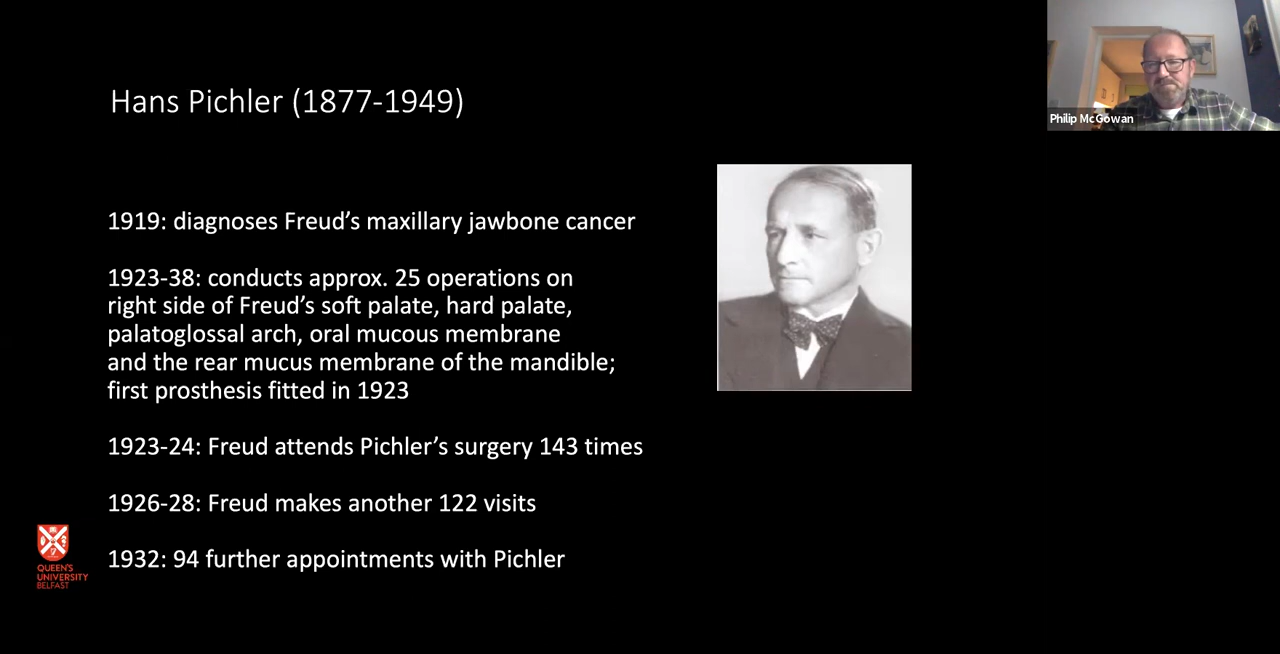 Hans Pichler (1877-1949)
Philip McGowan
1919: diagnoses Freud’s maxillary jawbone cancer
1923-38: conducts approx. 25 operations on
right side of Freud’s soft palate, hard palate,
palatoglossal arch, oral mucous membrane
and the rear mucus membrane of the mandible;
first prosthesis fitted in 1923
1923-24: Freud attends Pichler’s surgery 143 times
1926-28: Freud makes another 122 visits
1932: 94 further appointments with Pichler
QUEEN'S
UNIVERSITY
BELFAST